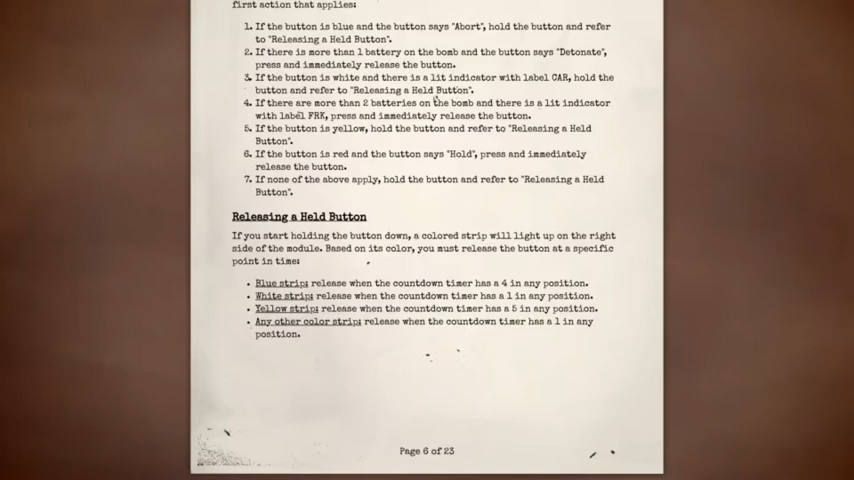 first action that applies:
1. If the button is blue and the button says "Abort", hold the button and refer
to "Releasing a Held Button".
2. If there is more than 1 battery on the bomb and the button says "Detonate",
press and immediately release the button.
3. If the button is white and there is a lit indicator with label CAR, hold the
button and refer to "Releasing a Held Button".
4. If there are more than 2 batteries on the bomb and there is a lit indicator
with label FRK, press and immediately release the button.
5. If the button is yellow, hold the button and refer to "Releasing a Held
Button".
6. If the button is red and the button says "Hold", press and immediately
release the button.
7. If none of the above apply, hold the button and refer to "Releasing a Held
Button".
Releasing a Held Button
If you start holding the button down, a colored strip will light up on the right
side of the module. Based on its color, you must release the button at a specific
point in time:
• Blue strip: release when the countdown timer has a 4 in any position.
• White strip: release when the countdown timer has a 1 in any position.
• Yellow strip: release when the countdown timer has a 5 in any position.
• Any other color strip: release when the countdown timer has a 1 in any
position.
Page 6 of 23